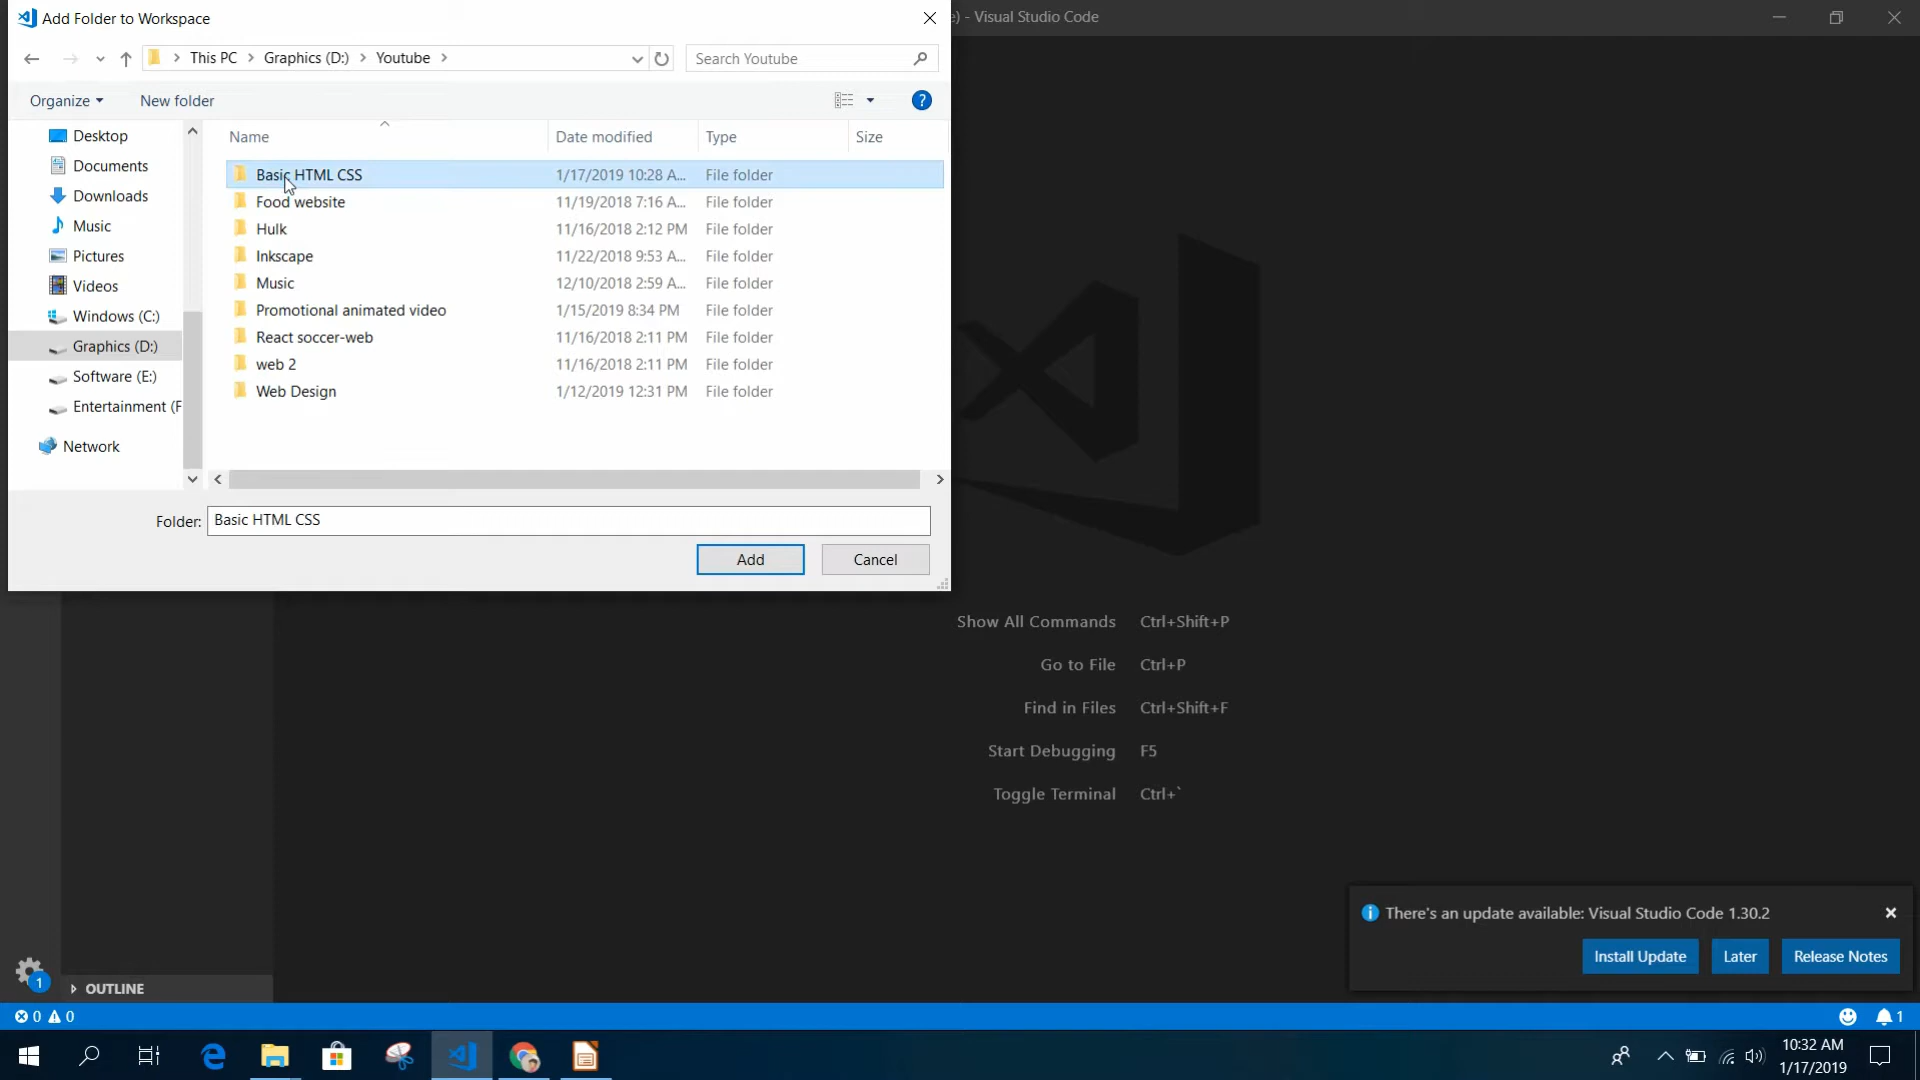 Add Folder to Workspace
e) - Visual Studio Code
This PC > Graphics (D:) > Youtube >
Search Youtube
Organize
New folder
Name Date modified Type Size
Desktop
Documents
Downloads
Music
Pictures
Videos
Windows (C:)
Graphics (D:)
Software (E:)
Entertainment (F
Network
Basic HTML CSS 1/17/2019 10:28 A... File folder
Food website 11/19/2018 7:16 A... File folder
Hulk 11/16/2018 2:12 PM File folder
Inkscape 11/22/2018 9:53 A... File folder
Music 12/10/2018 2:59 A... File folder
Promotional animated video 1/15/2019 8:34 PM File folder
React soccer-web 11/16/2018 2:11 PM File folder
web 2 11/16/2018 2:11 PM File folder
Web Design 1/12/2019 12:31 PM File folder
Folder: Basic HTML CSS
Add
Cancel
Show All Commands Ctrl+Shift+P
Go to File Ctrl+P
Find in Files Ctrl+Shift+F
Start Debugging F5
Toggle Terminal Ctrl+`
There's an update available: Visual Studio Code 1.30.2
Install Update
Later
Release Notes
1
OUTLINE
0 0
1
10:32 AM
1/17/2019